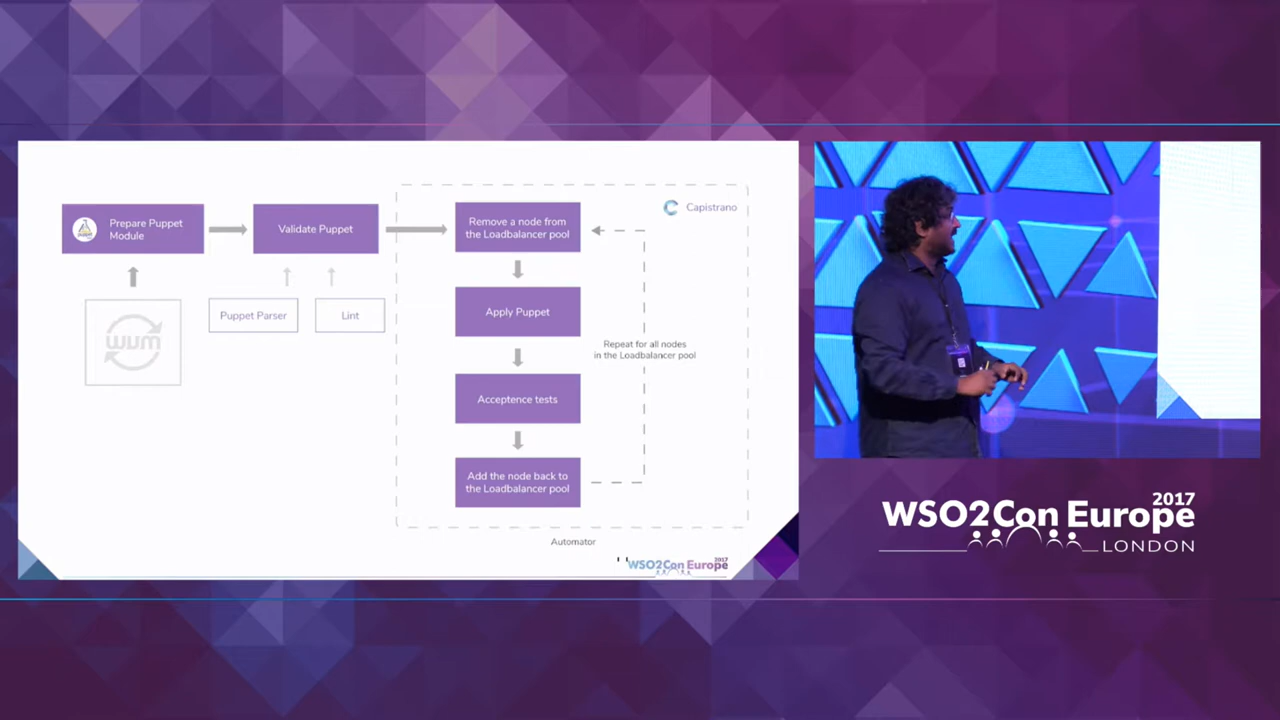 Prepare Puppet
Module
Validate Puppet
Remove a node from
the Loadbalancer pool
Capistrano
WUM
Puppet Parser
Lint
Apply Puppet
Repeat for all nodes
in the Loadbalancer pool
Acceptence tests
Add the node back to
the Loadbalancer pool
Automator
WSO2Con Europe
2017
WSO2Con Europe
2017
LONDON